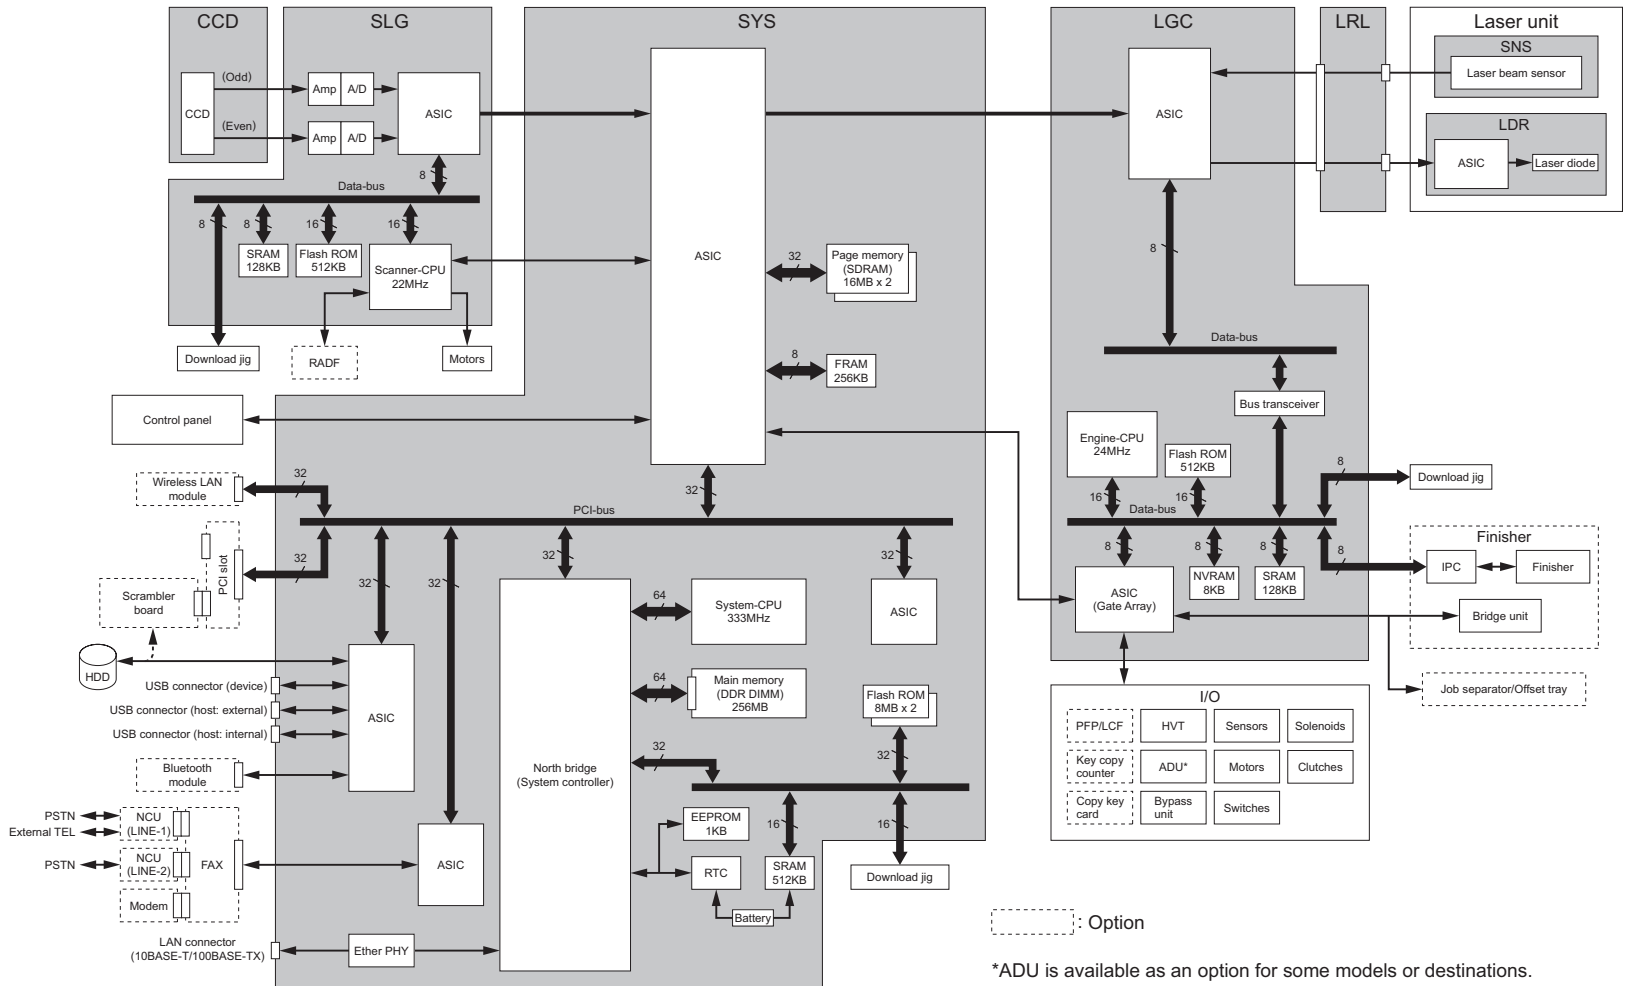 CCD
SLG
SYS
LGC
LRL
Laser unit
SNS
Laser beam sensor
LDR
ASIC
Laser diode
CCD
(Odd)
(Even)
Amp
A/D
Amp
A/D
ASIC
8
Data-bus
8
8
16
16
SRAM
128KB
Flash ROM
512KB
Scanner-CPU
22MHz
Download jig
RADF
Motors
ASIC
32
Page memory
(SDRAM)
16MB x 2
8
FRAM
256KB
Control panel
Wireless LAN
module
32
32
PCI-bus
PCI slot
32
Scrambler
board
HDD
32
32
32
32
USB connector (device)
USB connector (host: external)
USB connector (host: internal)
ASIC
Bluetooth
module
PSTN
External TEL
NCU
(LINE-1)
PSTN
NCU
(LINE-2)
FAX
Modem
ASIC
LAN connector
(10BASE-T/100BASE-TX)
Ether PHY
North bridge
(System controller)
64
System-CPU
333MHz
ASIC
64
Main memory
(DDR DIMM)
256MB
Flash ROM
8MB x 2
32
32
EEPROM
1KB
16
16
RTC
SRAM
512KB
Battery
Download jig
ASIC
8
Data-bus
Bus transceiver
Engine-CPU
24MHz
Flash ROM
512KB
16
16
8
Download jig
Data-bus
8
8
8
8
ASIC
(Gate Array)
NVRAM
8KB
SRAM
128KB
Finisher
IPC
Finisher
Bridge unit
Job separator/Offset tray
I/O
PFP/LCF
HVT
Sensors
Solenoids
Key copy
counter
ADU*
Motors
Clutches
Copy key
card
Bypass
unit
Switches
: Option
*ADU is available as an option for some models or destinations.